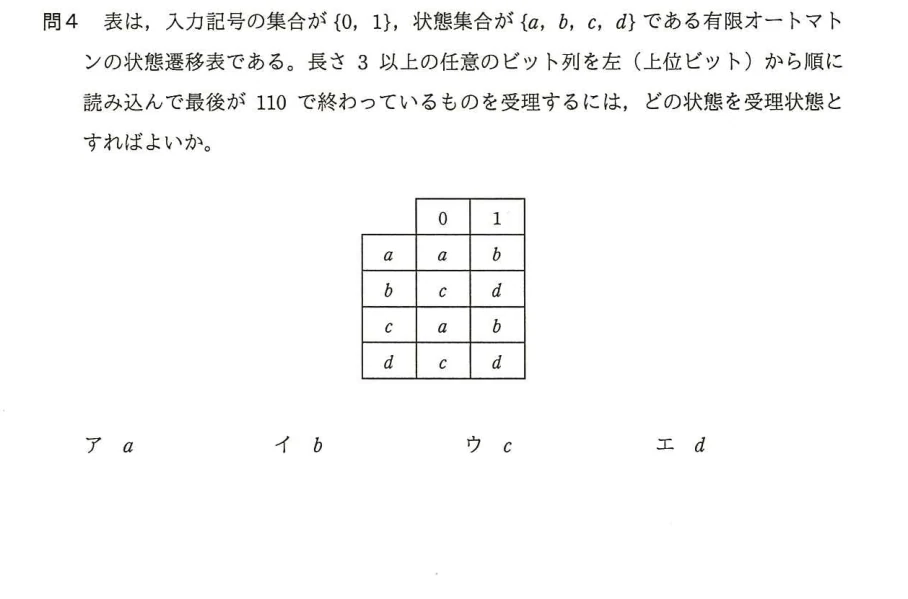 問4 表は，入力記号の集合が {0, 1}，状態集合が {a, b, c, d} である有限オートマト
ンの状態遷移表である。長さ 3 以上の任意のビット列を左（上位ビット）から順に
読み込んで最後が 110 で終わっているものを受理するには，どの状態を受理状態と
すればよいか。
0 1
a a b
b c d
c a b
d c d
ア a イ b ウ c エ d